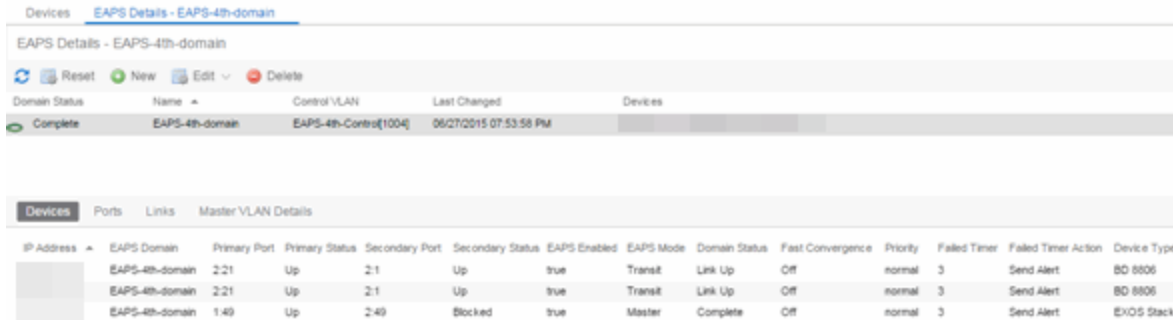 Devices EAPS Details - EAPS-4th-domain
EAPS Details - EAPS-4th-domain
Reset New Edit Delete
Domain Status Name Control VLAN Last Changed Devices
Complete EAPS-4th-domain EAPS-4th-Control[1004] 06/27/2015 07:53:58 PM
Devices Ports Links Master VLAN Details
IP Address EAPS Domain Primary Port Primary Status Secondary Port Secondary Status EAPS Enabled EAPS Mode Domain Status Fast Convergence Priority Failed Timer Failed Timer Action Device Type
EAPS-4th-domain 2:21 Up 2:1 Up true Transit Link Up Off normal 3 Send Alert BD 8806
EAPS-4th-domain 2:21 Up 2:1 Up true Transit Link Up Off normal 3 Send Alert BD 8806
EAPS-4th-domain 1:49 Up 2:49 Blocked true Master Complete Off normal 3 Send Alert EXOS Stac